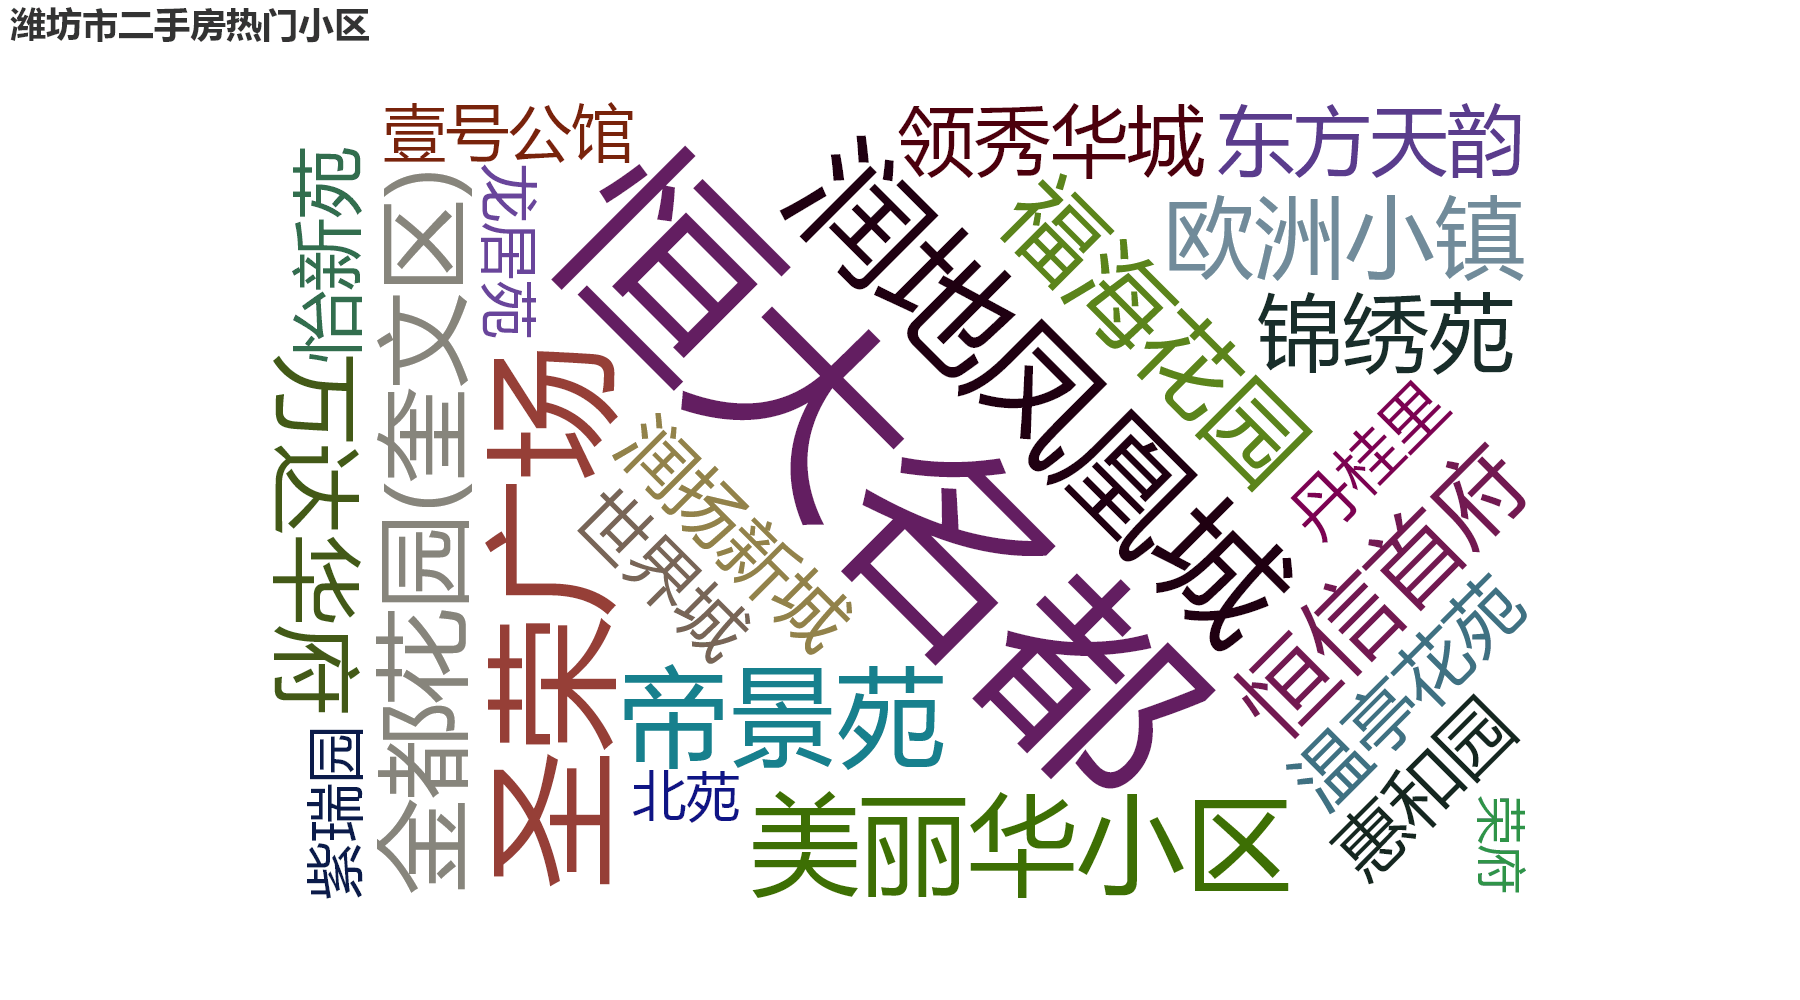 潍坊市二手房热门小区
壹号公馆
领秀华城
东方天韵
怡新苑
龙居苑
恒大名都
润地凤凰城
福海花园
欧洲小镇
锦绣苑
万达华府
金都花园(奎文区)
圣荣广场
润扬新城
世界城
丹桂里
恒信首府
温亭花苑
帝景苑
紫瑞园
北苑
美丽华小区
惠和园
荣府